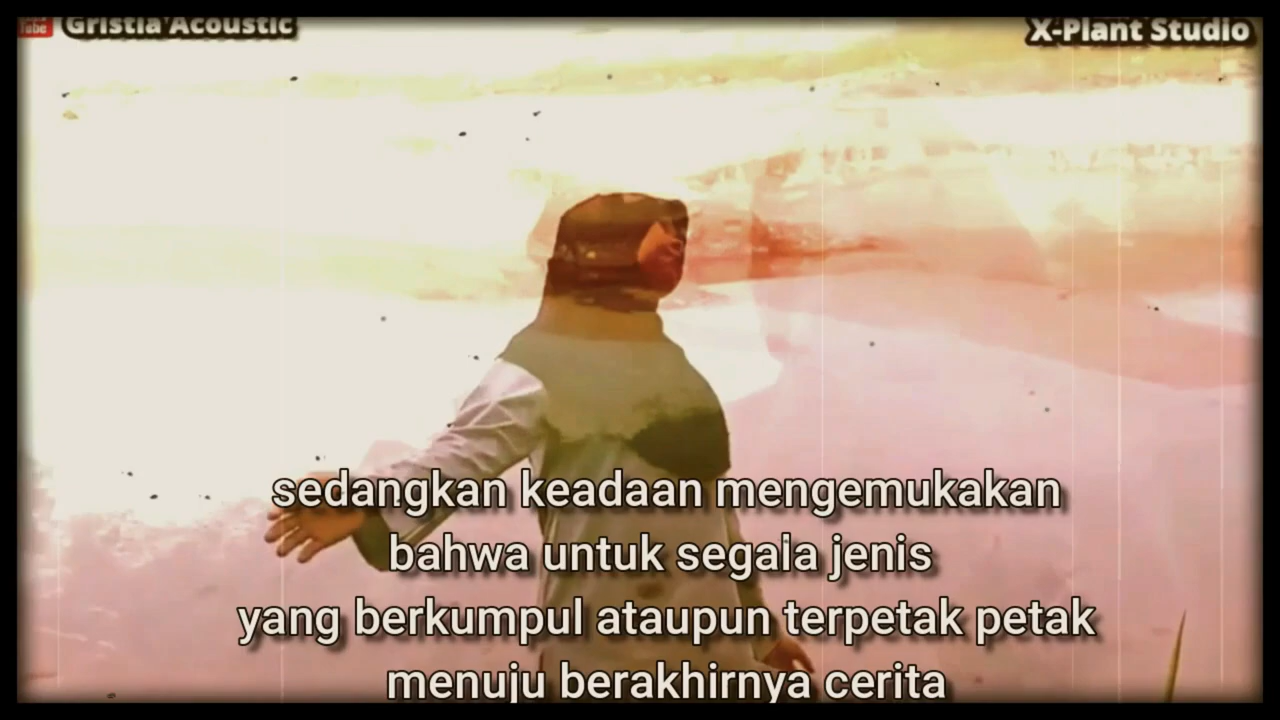 Tube Gristia Acoustic
X-Plant Studio
sedangkan keadaan mengemukakan
bahwa untuk segala jenis
yang berkumpul ataupun terpetak petak
menuju berakhirnya cerita